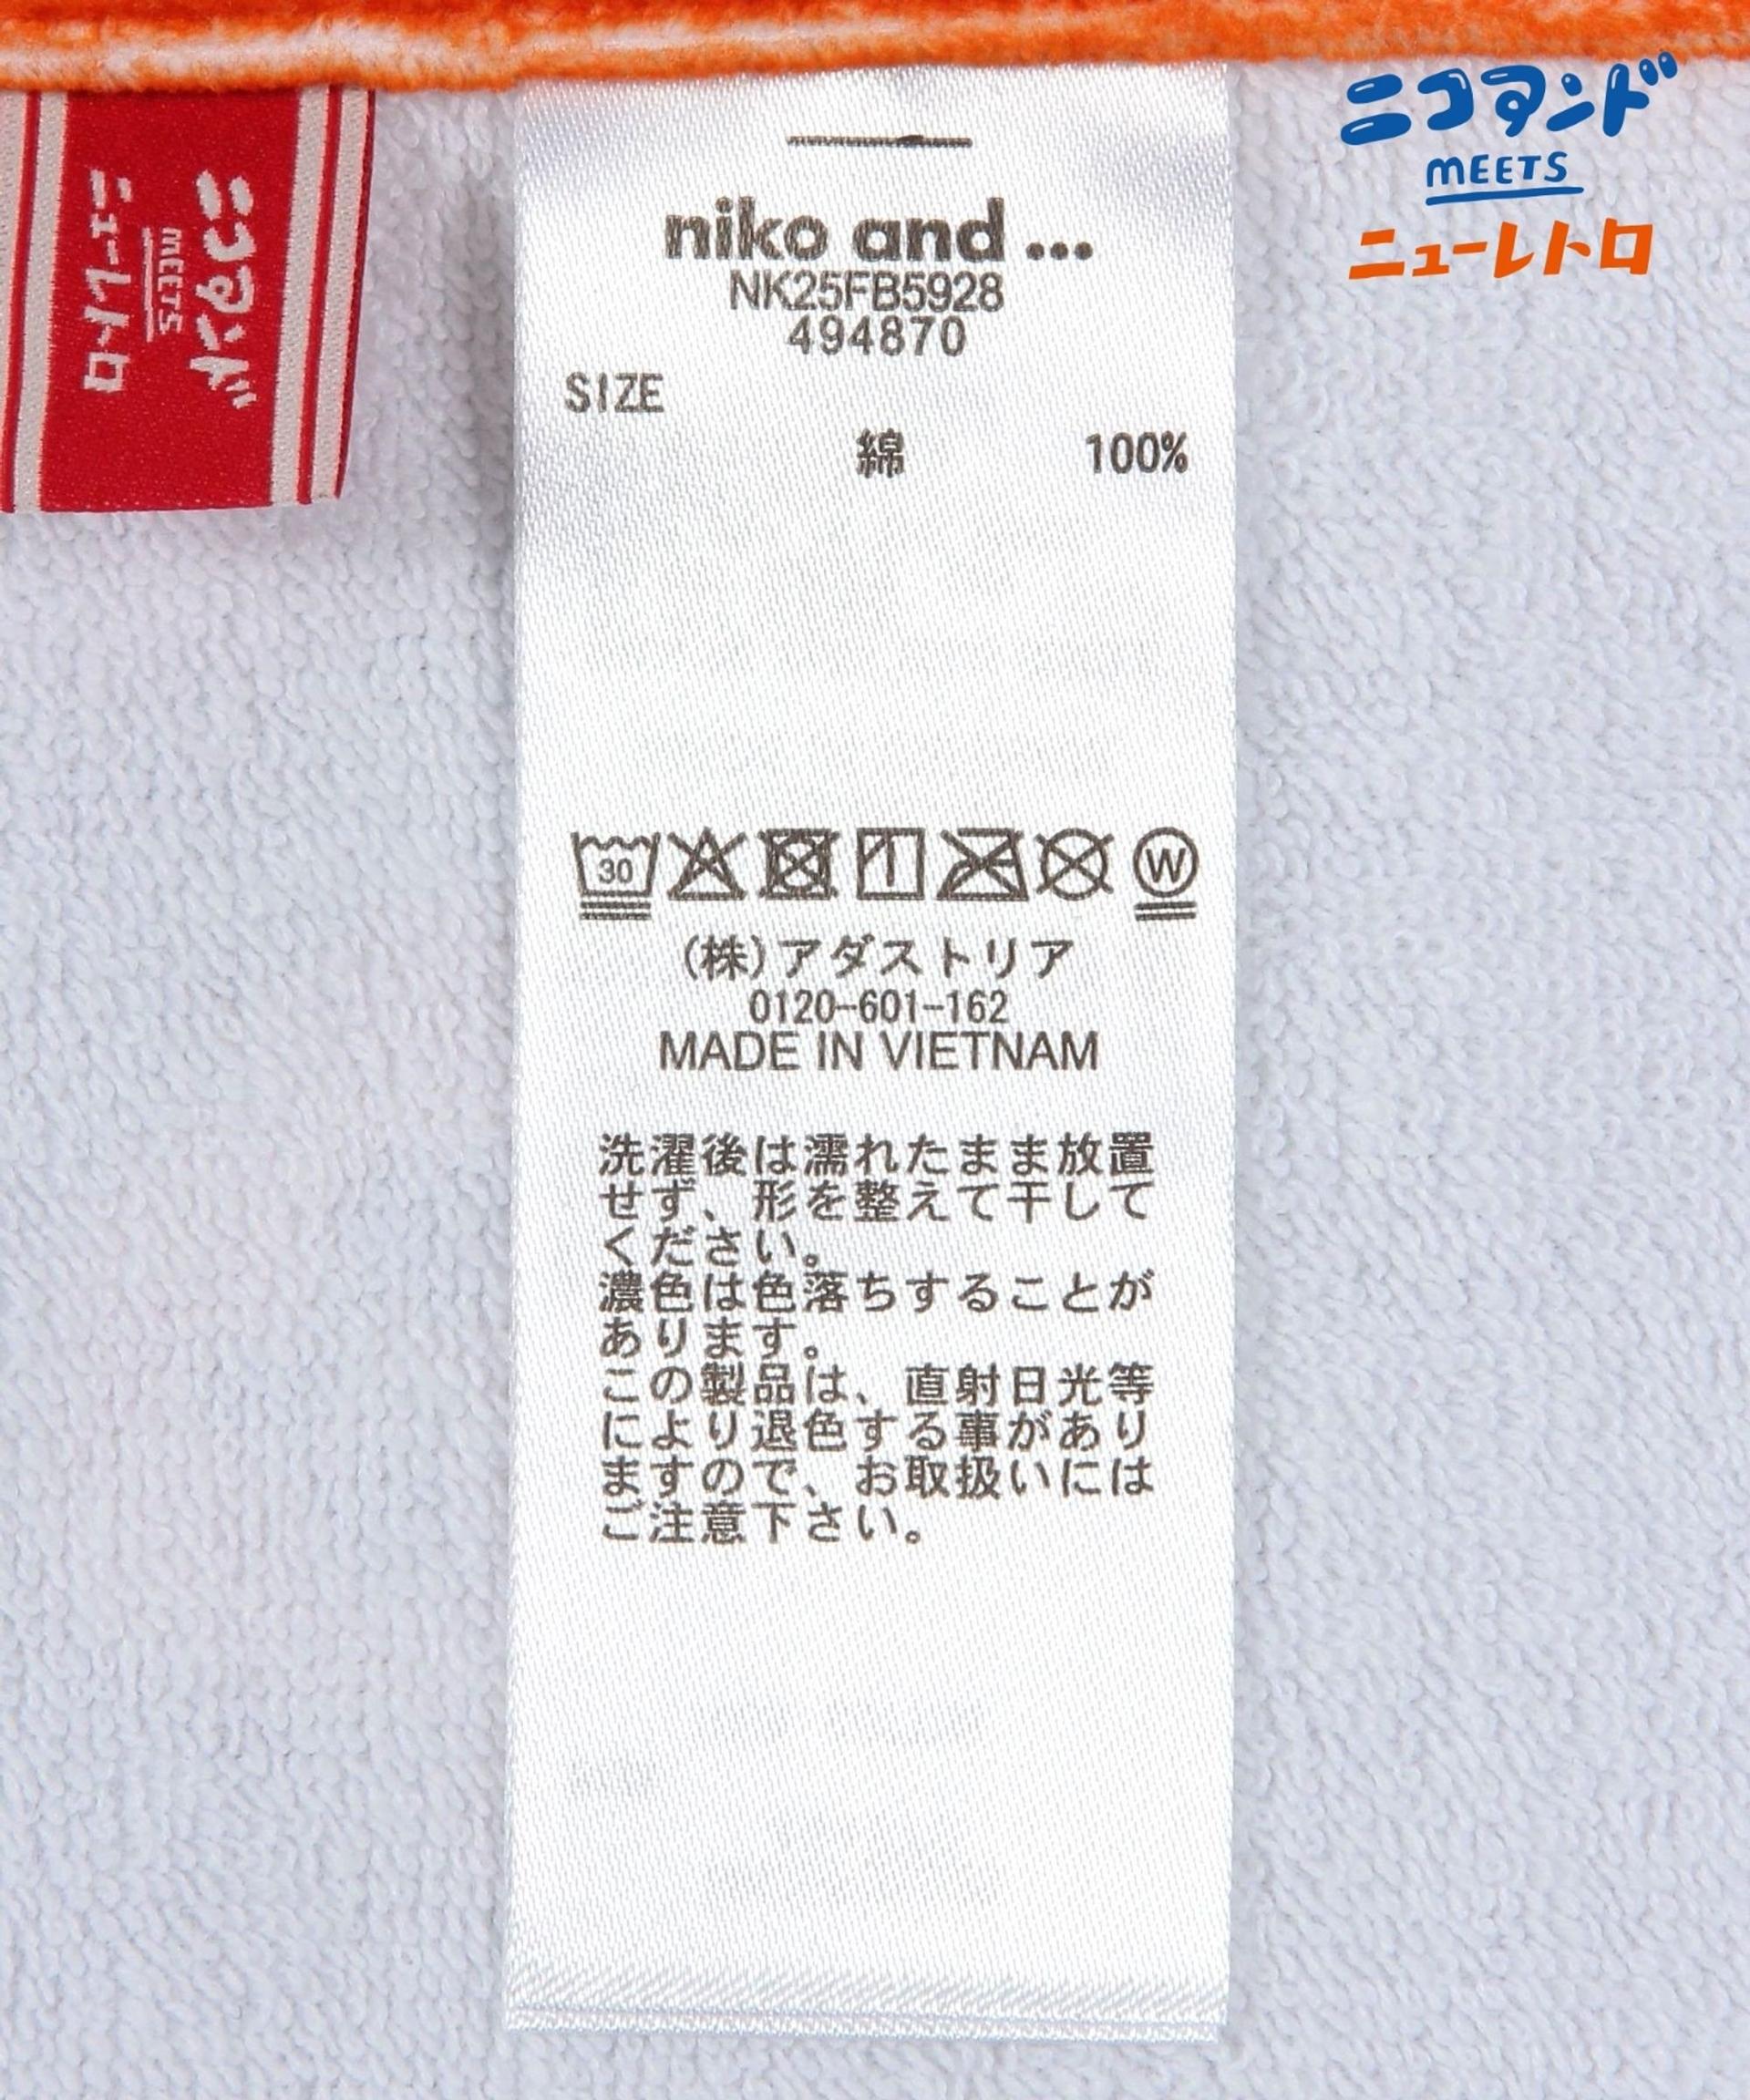 ニコアンド
MEETS
ニューレトロ
ニコアンド
MEETS
ニューレトロ
niko and ...
NK25FB5928
494870
SIZE
綿 100%
30
W
(株)アダストリア
0120-601-162
MADE IN VIETNAM
洗濯後は濡れたまま放置
せず、形を整えて干して
ください。
濃色は色落ちすることが
あります。
この製品は、直射日光等
により退色する事があり
ますので、お取扱いには
ご注意下さい。